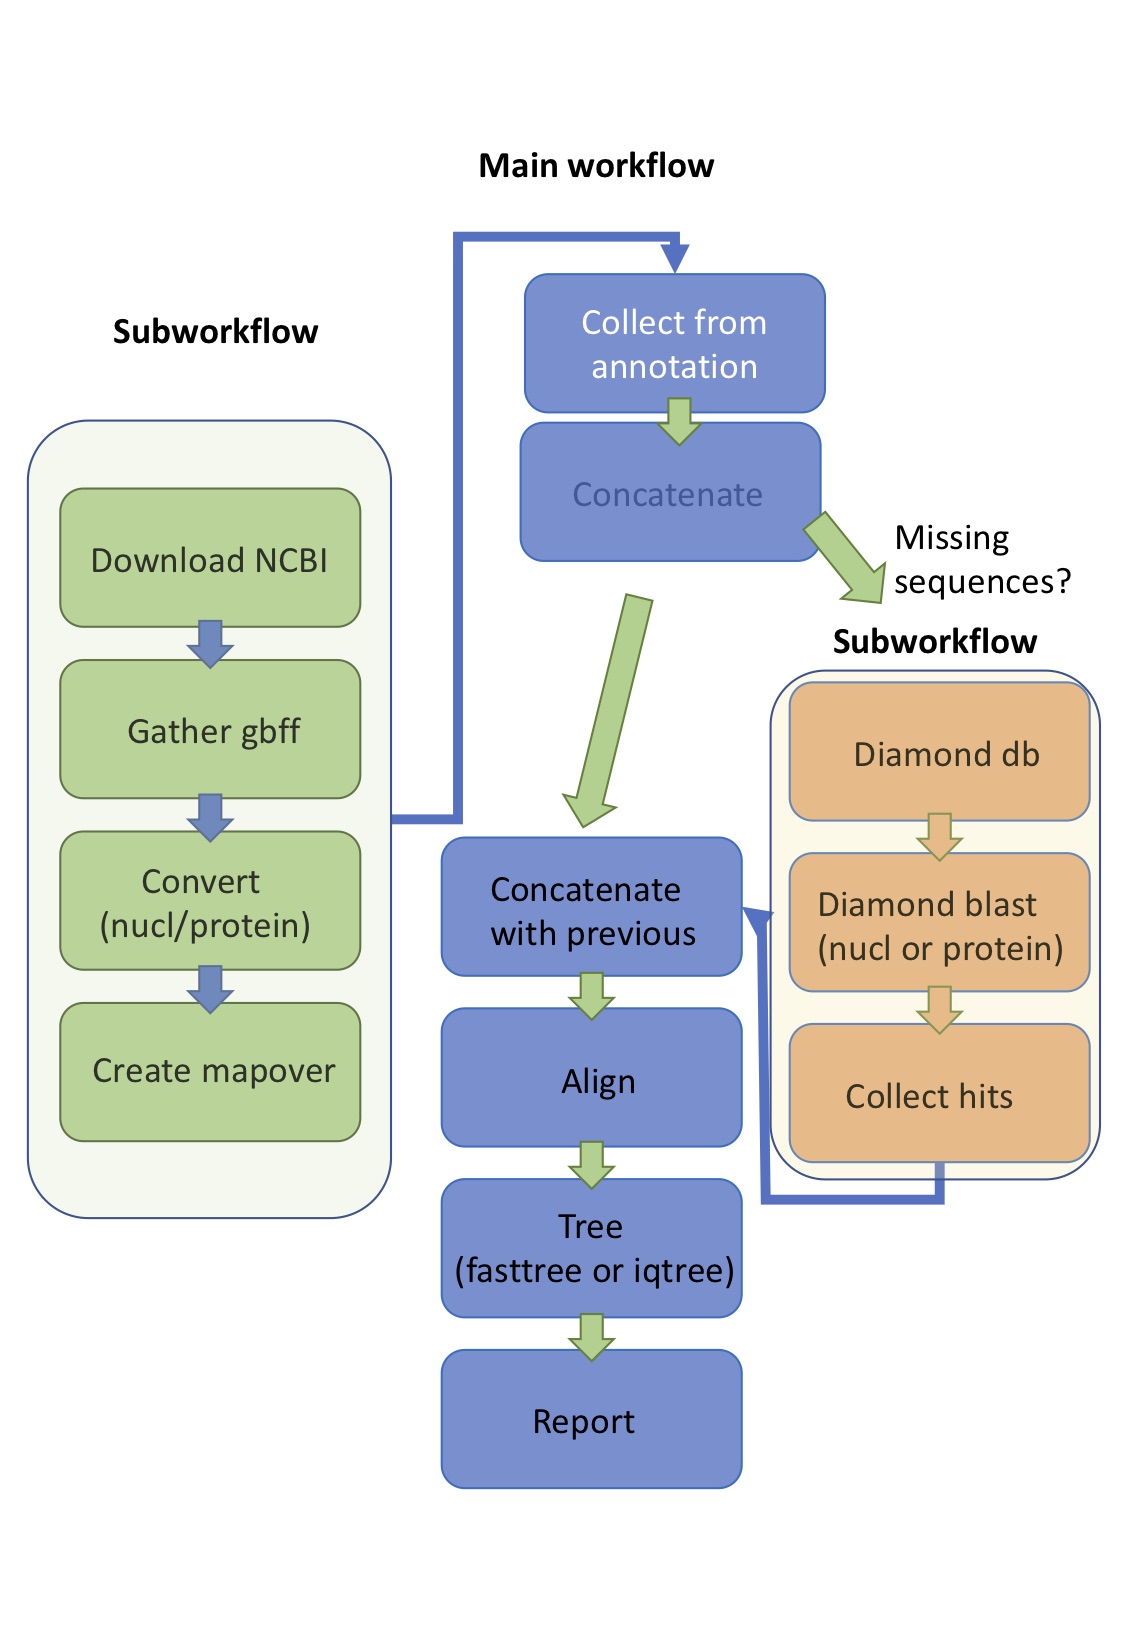 Main workflow
Subworkflow
Download NCBI
Gather gbff
Convert
(nucl/protein)
Create mapover
Collect from
annotation
Concatenate
Missing
sequences?
Subworkflow
Diamond db
Diamond blast
(nucl or protein)
Collect hits
Concatenate
with previous
Align
Tree
(fasttree or iqtree)
Report